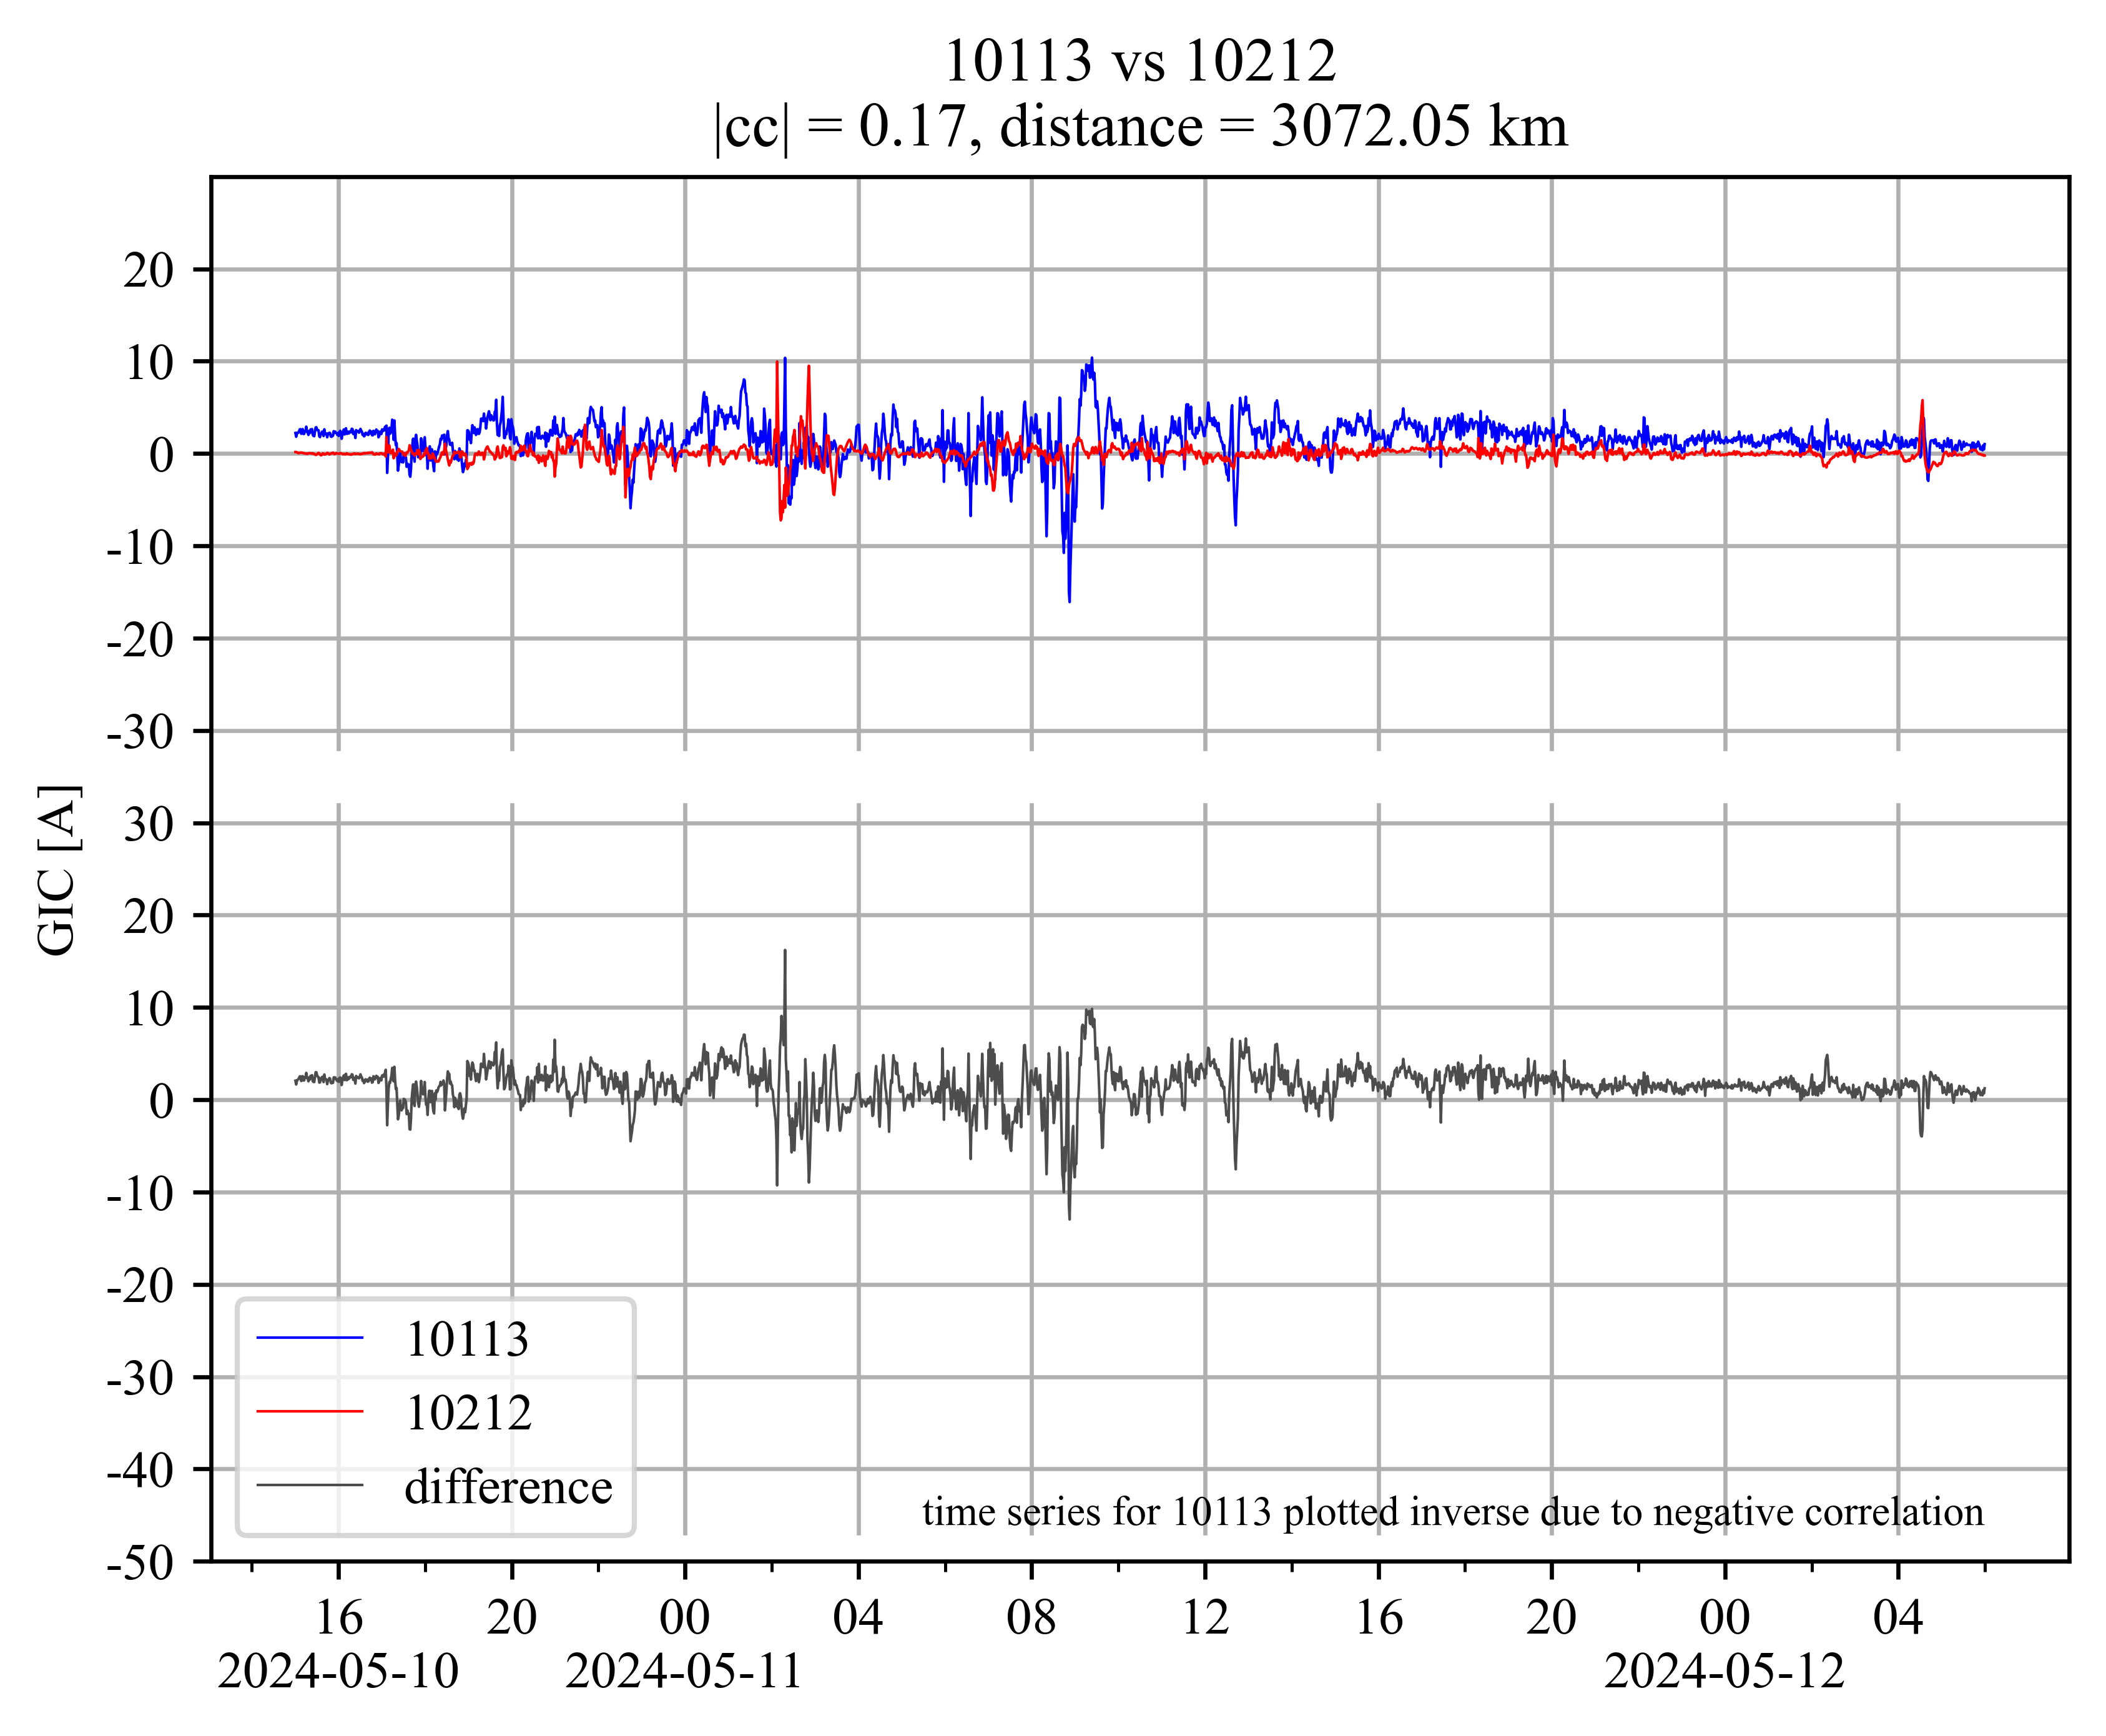 10113 vs 10212
|cc| = 0.17, distance = 3072.05 km
20
10
0
-10
-20
-30
30
20
10
0
-10
-20
-30
-40
-50
GIC [A]
10113
10212
difference
time series for 10113 plotted inverse due to negative correlation
16 20 00 04 08 12 16 20 00 04
2024-05-10 2024-05-11 2024-05-12